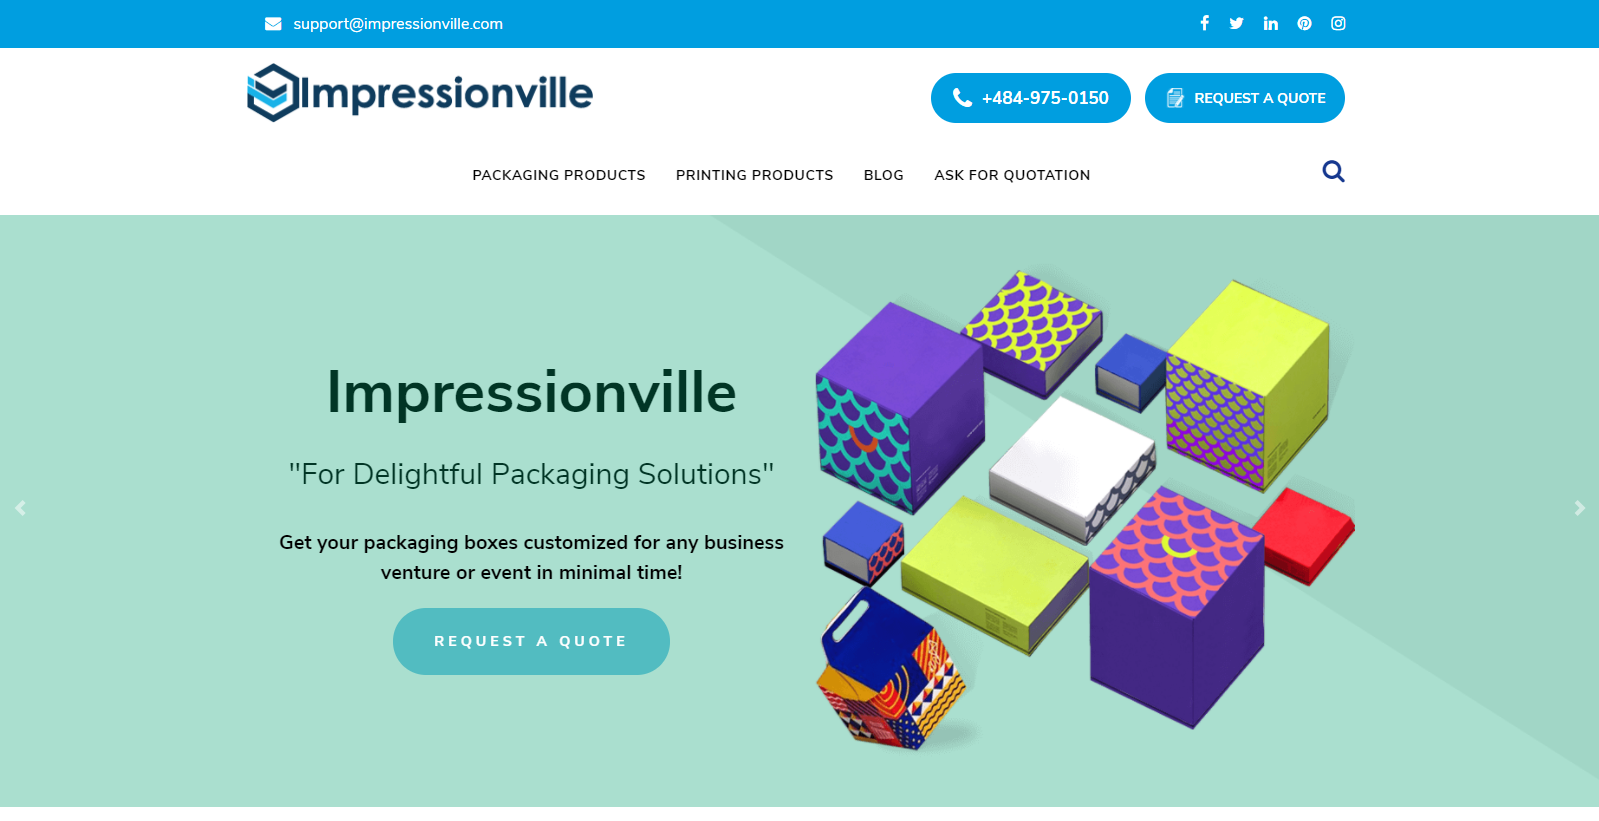 support@impressionville.com
Impressionville
+484-975-0150
REQUEST A QUOTE
PACKAGING PRODUCTS
PRINTING PRODUCTS
BLOG
ASK FOR QUOTATION
Impressionville
"For Delightful Packaging Solutions"
Get your packaging boxes customized for any business
venture or event in minimal time!
REQUEST A QUOTE